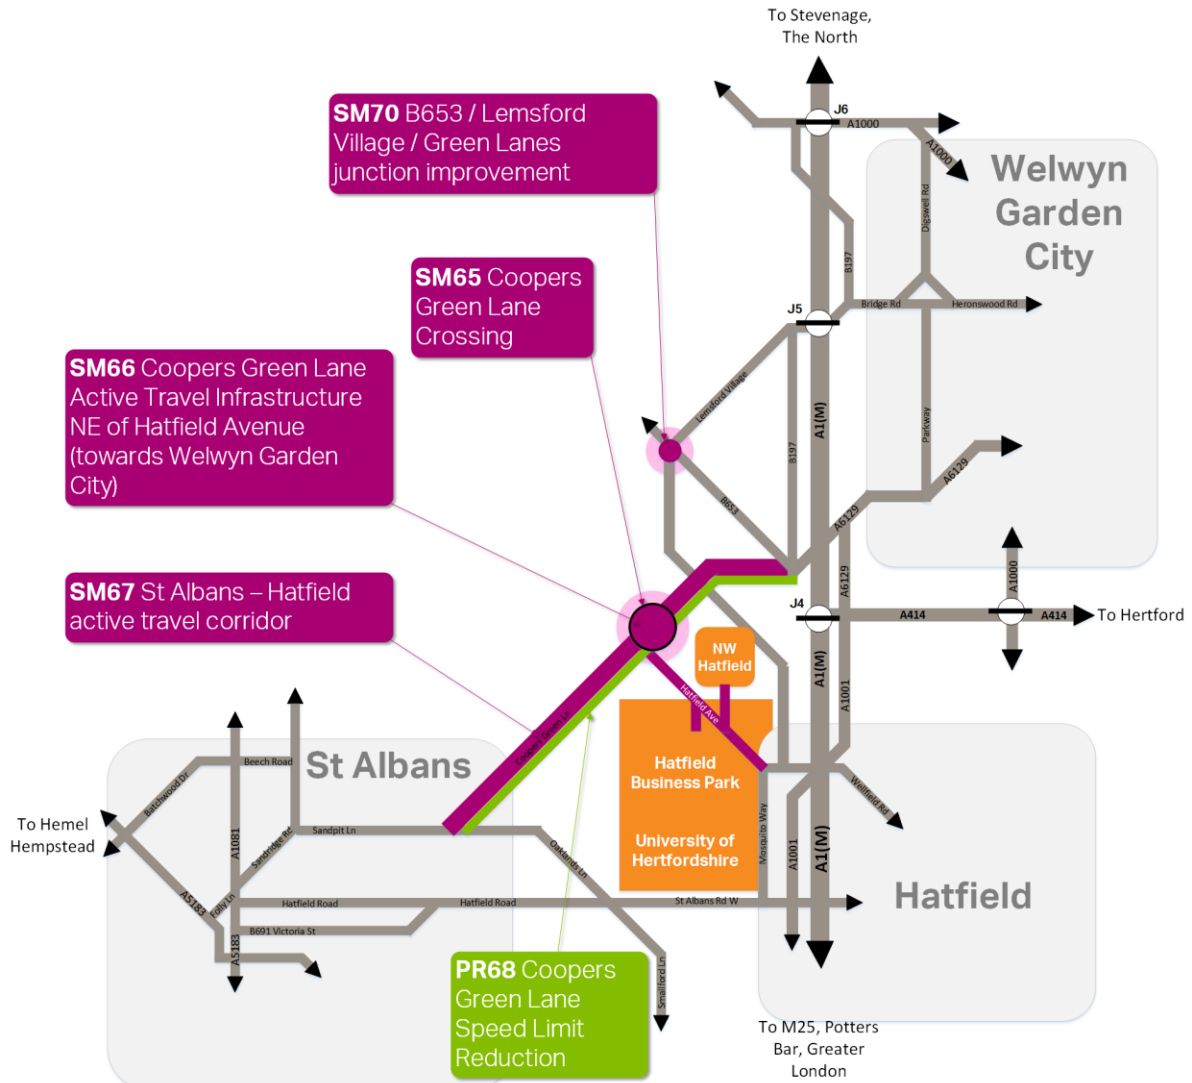 To Stevenage,
The North
J6
A1000
A1000
SM70 B653 / Lemsford
Village / Green Lanes
junction improvement
Welwyn
Garden
City
Digswell Rd
B197
SM65 Coopers
Green Lane
Crossing
Bridge Rd
Heronswood Rd
J5
SM66 Coopers Green Lane
Active Travel Infrastructure
NE of Hatfield Avenue
(towards Welwyn Garden
City)
Lemsford Village
A1(M)
Parkway
B197
A6129
B653
A6129
SM67 St Albans – Hatfield
active travel corridor
A6129
A1000
J4
A414
A414
To Hertford
NW
Hatfield
A1(M)
A1001
Hatfield Ave
Coopers Green Ln
St Albans
Beech Road
Batchwood Dr
Hatfield
Business Park
Wellfield Rd
To Hemel
Hempstead
A1081
Sandridge Rd
Sandpit Ln
Oaklands Ln
University of
Hertfordshire
Mosquito Way
A1001
A1(M)
Hatfield
A5183
Folly Ln
Hatfield Road
Hatfield Road
St Albans Rd W
B691 Victoria St
A5183
PR68 Coopers
Green Lane
Speed Limit
Reduction
Smallford Ln
To M25, Potters
Bar, Greater
London